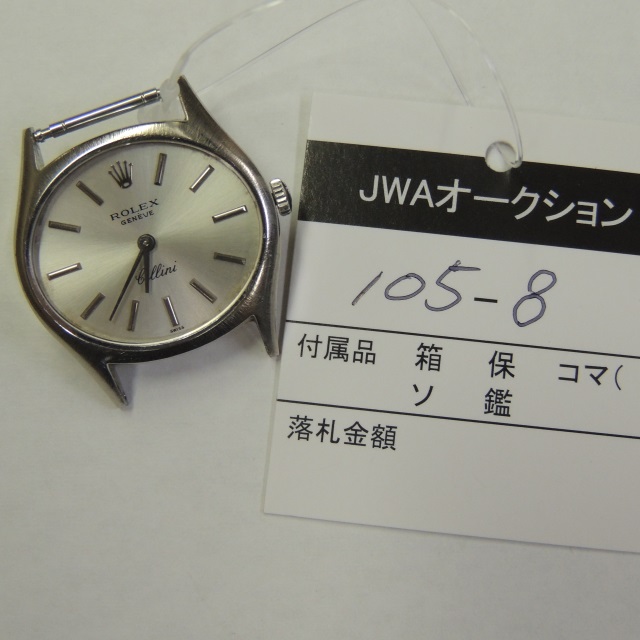 ROLEX
GENEVE
Cellini
JWAオークション
105-8
付属品 箱 保 コマ(
ソ 鑑
落札金額